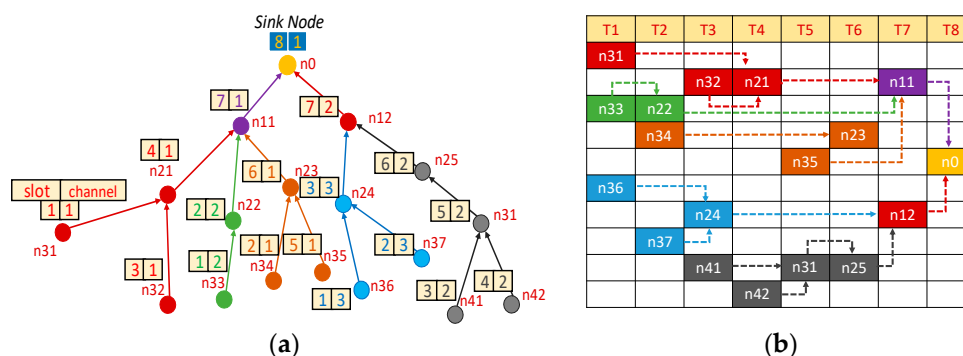 Sink Node
8 1
n0
7 1
7 2
n11
n12
4 1
n21
6 1
n23
6 2
n25
slot channel
1 1
n31
2 2
n22
3 3
n24
5 2
n31
3 1
n32
1 2
n33
2 1
n34
5 1
n35
1 3
n36
2 3
n37
3 2
n41
4 2
n42
(a)
T1 T2 T3 T4 T5 T6 T7 T8
n31
n32 n21 n11
n33 n22
n34 n23
n35 n0
n36
n24 n12
n37
n41 n31 n25
n42
(b)